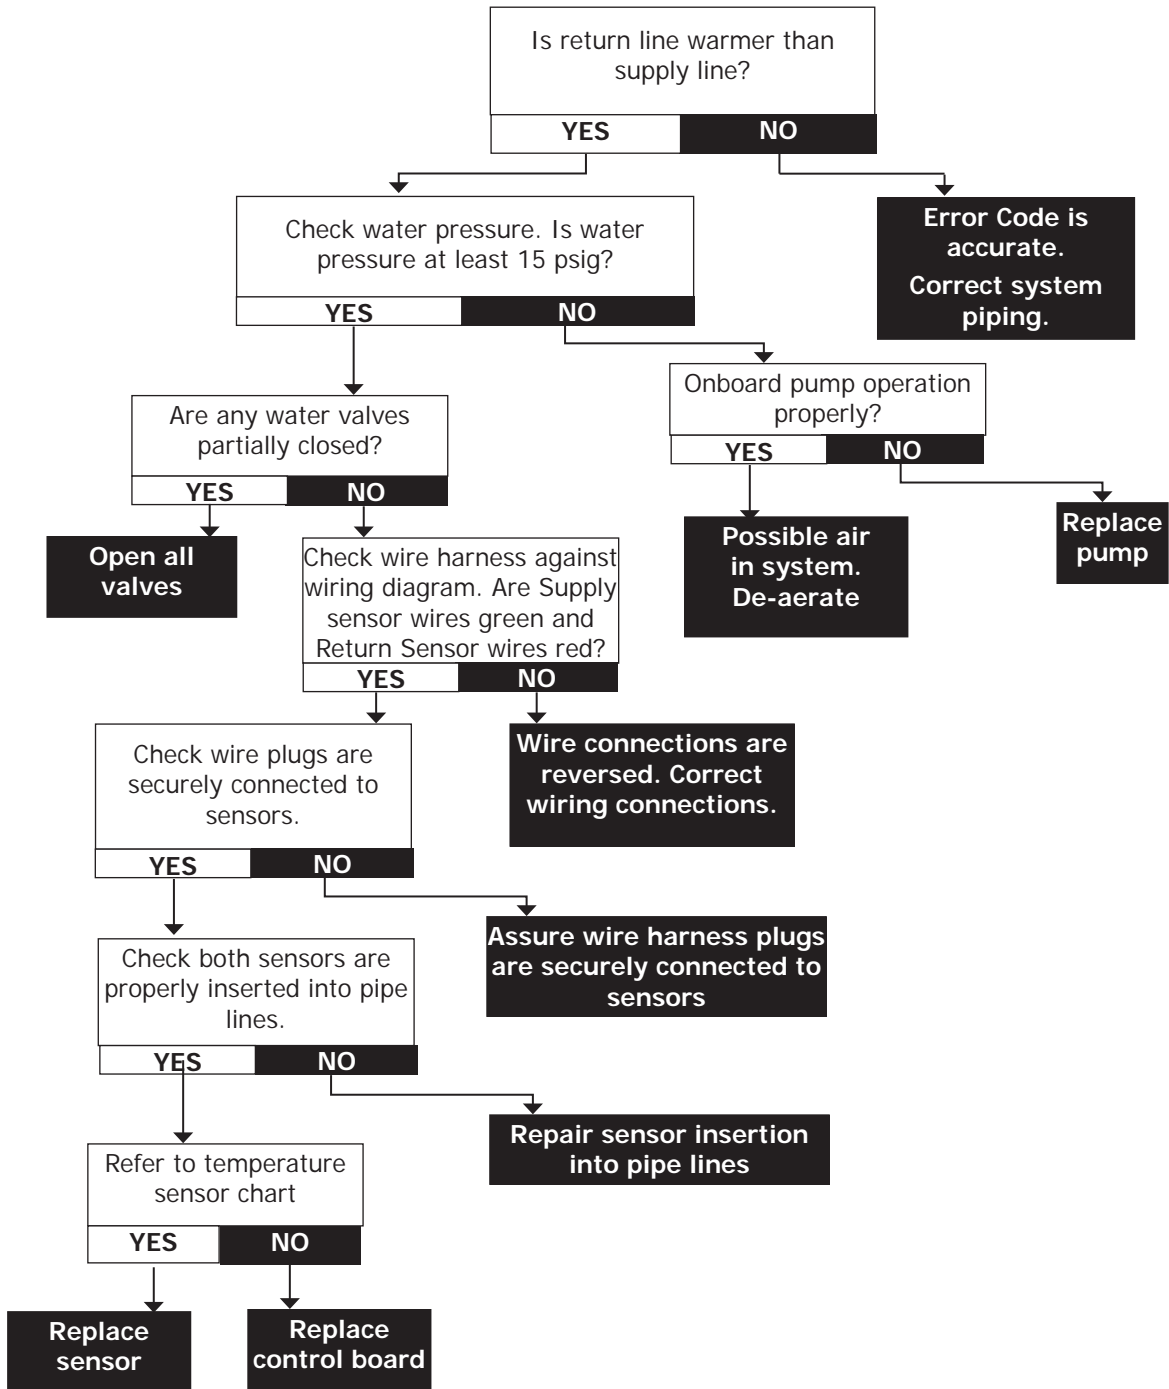 Is return line warmer than
supply line?
YES
NO
Check water pressure. Is water
pressure at least 15 psig?
YES
NO
Error Code is
accurate.
Correct system
piping.
Are any water valves
partially closed?
YES
NO
Onboard pump operation
properly?
YES
NO
Open all
valves
Check wire harness against
wiring diagram. Are Supply
sensor wires green and
Return Sensor wires red?
YES
NO
Possible air
in system.
De-aerate
Replace
pump
Check wire plugs are
securely connected to
sensors.
YES
NO
Wire connections are
reversed. Correct
wiring connections.
Check both sensors are
properly inserted into pipe
lines.
YES
NO
Assure wire harness plugs
are securely connected to
sensors
Refer to temperature
sensor chart
YES
NO
Repair sensor insertion
into pipe lines
Replace
sensor
Replace
control board